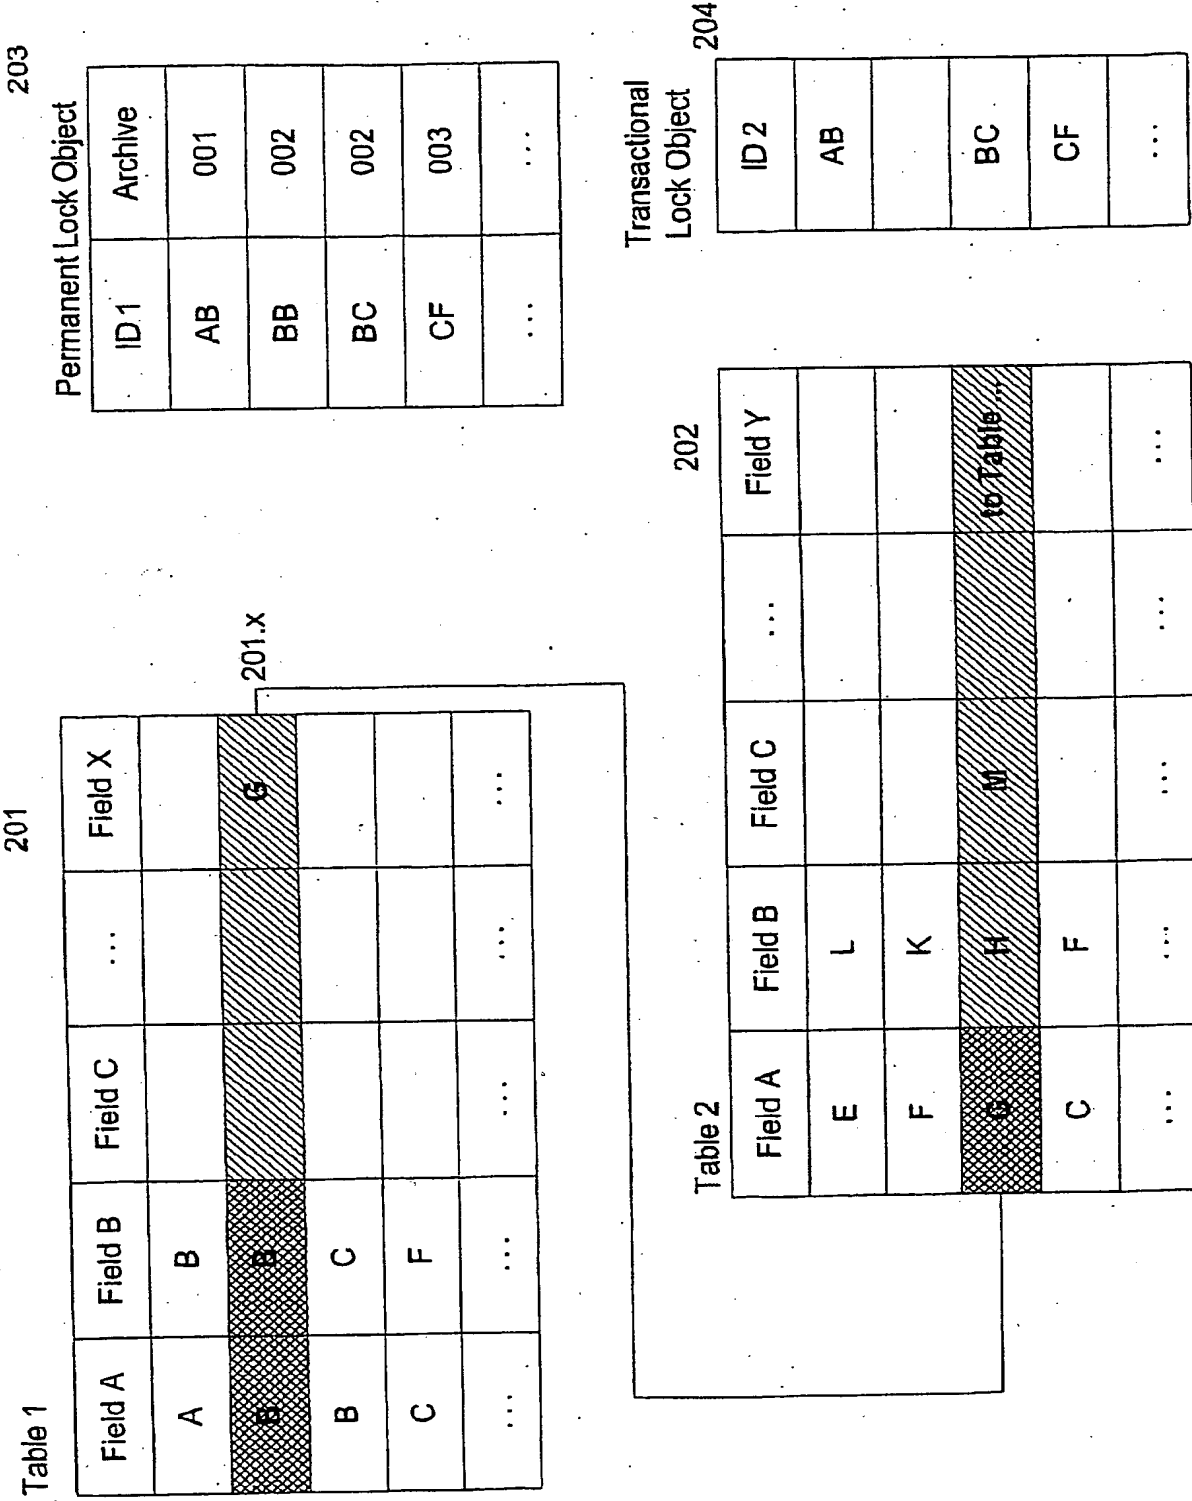 Table 1
201
Field A Field B Field C ... Field X
A B
B B G
B C
C F
... ... ... ... ...
201.x
203
Permanent Lock Object
ID 1 Archive
AB 001
BB 002
BC 002
CF 003
... ...
Table 2
202
Field A Field B Field C ... Field Y
E L
F K
G H M to Table ...
C F
... ... ... ... ...
204
Transactional
Lock Object
ID 2
AB
BC
CF
...